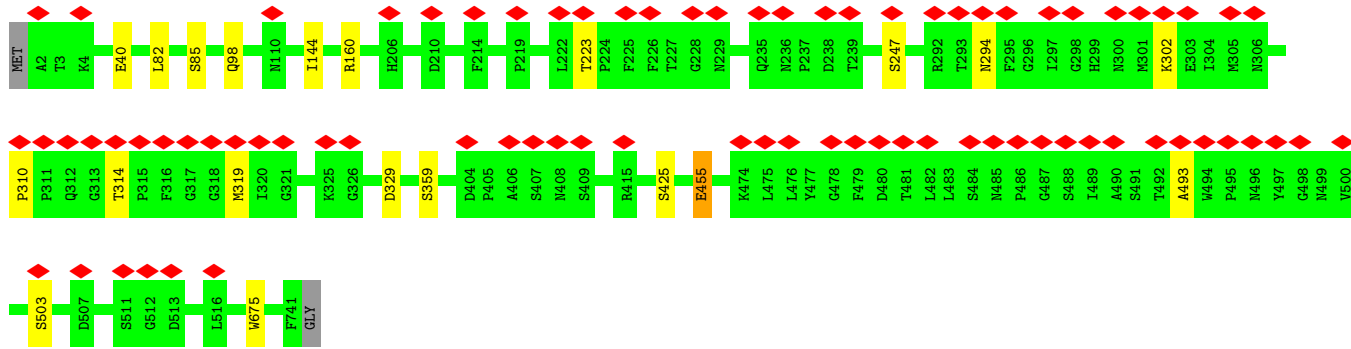 MET A2 T3 K4 E40 L82 S85 Q98 N110 I144 R160 H206 D210 F214 P219 L222 T223 P224 F225 F226 T227 G228 N229 Q235 N236 P237 D238 T239 S247 R292 T293 N294 F295 G296 I297 G298 H299 N300 M301 K302 E303 I304 M305 N306
P310 P311 Q312 G313 T314 P315 F316 G317 G318 M319 I320 G321 K325 G326 D329 S359 D404 P405 A406 S407 N408 S409 R415 S425 E455 K474 L475 L476 Y477 G478 F479 D480 T481 L482 L483 S484 N485 P486 G487 S488 I489 A490 S491 T492 A493 W494 P495 N496 Y497 G498 N499 V500
S503 D507 S511 G512 D513 L516 W675 F741 GLY